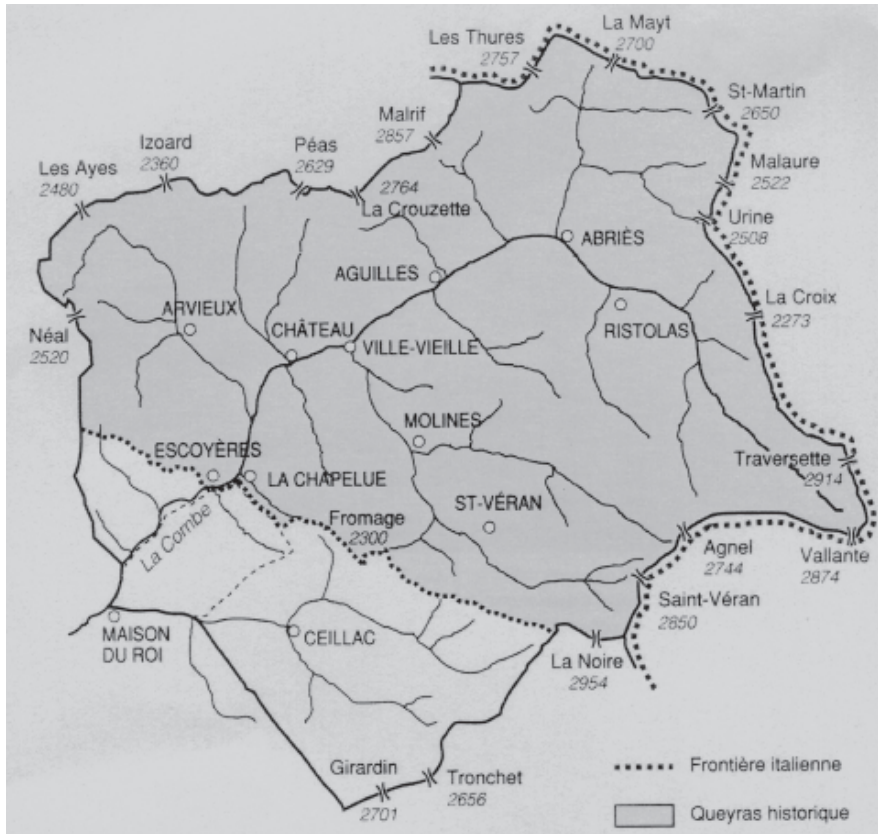 La Mayt
2700
Les Thures
2757
St-Martin
2650
Malrif
2857
Izoard
2360
Péas
2629
Malaure
2522
Les Ayes
2480
2764
La Crouzette
Urine
2508
ABRIÈS
AGUILLES
La Croix
2273
ARVIEUX
RISTOLAS
Néal
2520
CHÂTEAU
VILLE-VIEILLE
MOLINES
ESCOYÈRES
LA CHAPELUE
Traversette
2914
ST-VÉRAN
Fromage
2300
La Combe
Agnel
2744
Vallante
2874
Saint-Véran
2850
MAISON
DU ROI
CEILLAC
La Noire
2954
Girardin
2701
Tronchet
2656
Frontière italienne
Queyras historique